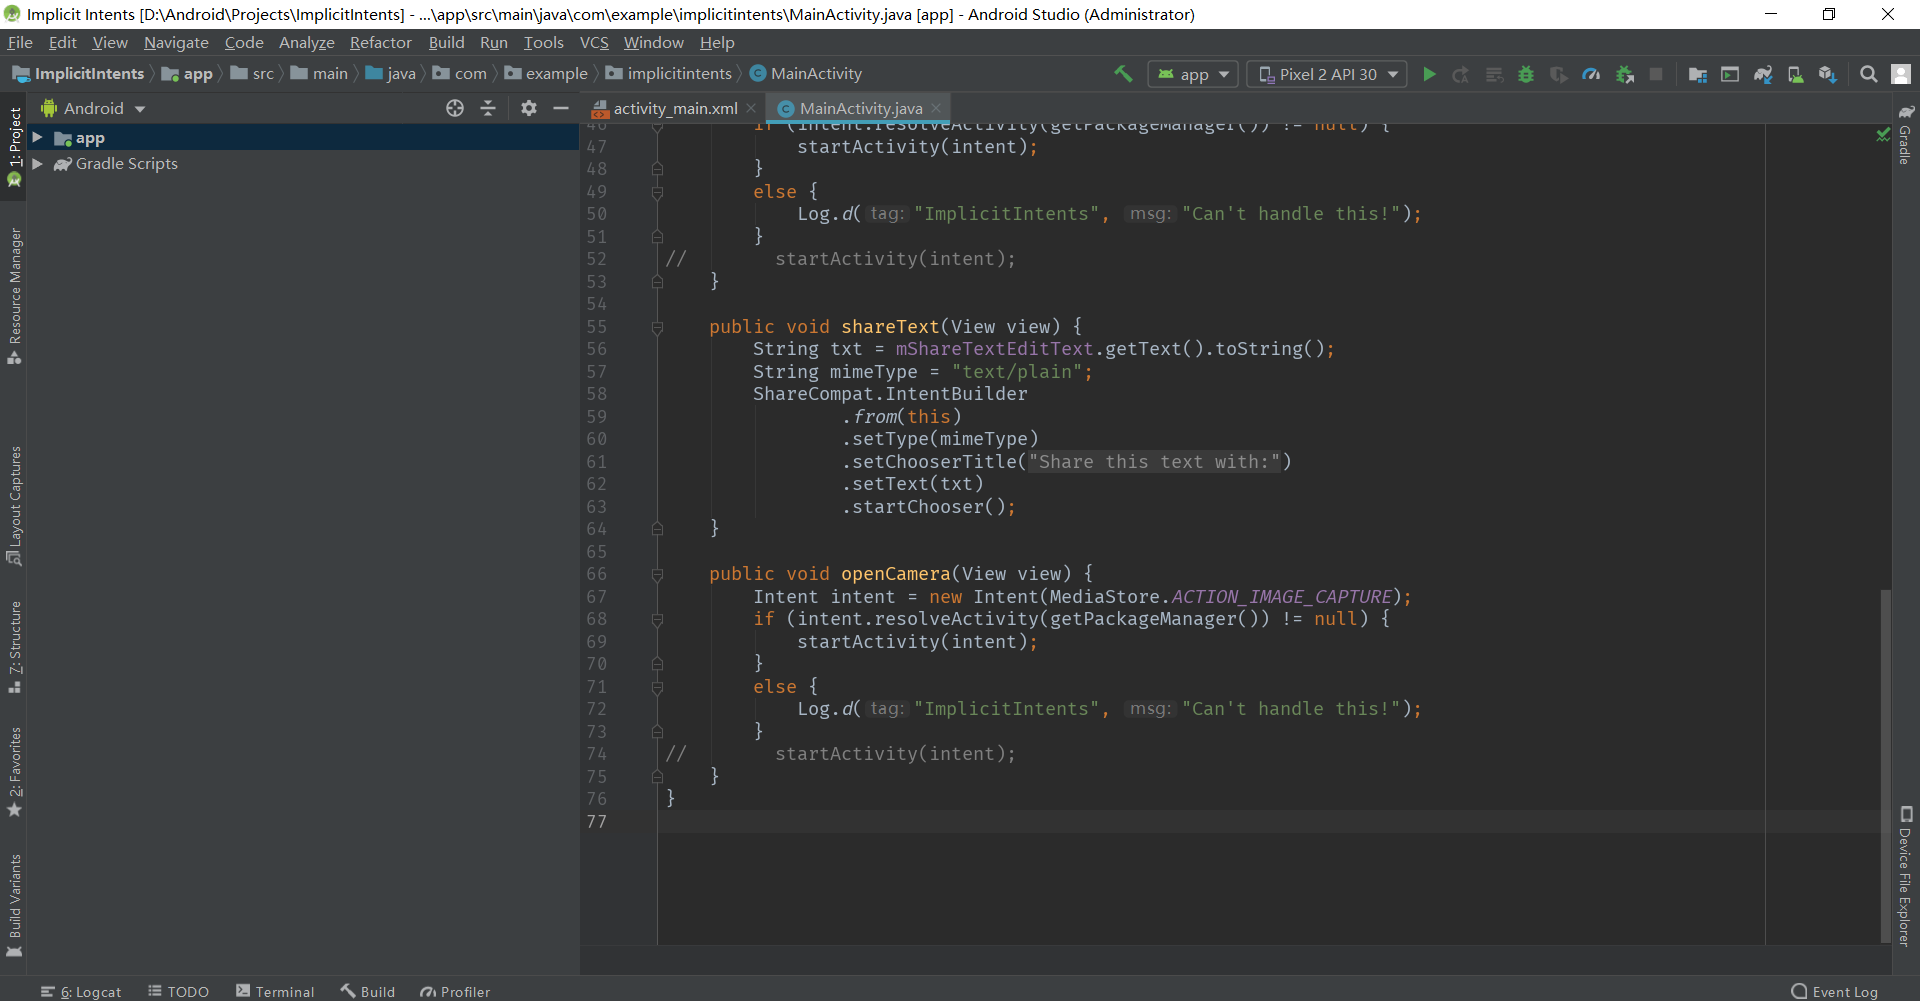 Implicit Intents [D:\Android\Projects\ImplicitIntents] - ...\app\src\main\java\com\example\implicitintents\MainActivity.java [app] - Android Studio (Administrator)
File Edit View Navigate Code Analyze Refactor Build Run Tools VCS Window Help
ImplicitIntents app src main java com example implicitintents MainActivity app Pixel 2 API 30
Android
activity_main.xml MainActivity.java
app
Gradle Scripts
1: Project
Resource Manager
Layout Captures
7: Structure
2: Favorites
Build Variants
46 if (intent.resolveActivity(getPackageManager()) != null) {
47 startActivity(intent);
48 }
49 else {
50 Log.d( tag: "ImplicitIntents", msg: "Can't handle this!");
51 }
52 // startActivity(intent);
53 }
54
55 public void shareText(View view) {
56 String txt = mShareTextEditText.getText().toString();
57 String mimeType = "text/plain";
58 ShareCompat.IntentBuilder
59 .from(this)
60 .setType(mimeType)
61 .setChooserTitle("Share this text with:")
62 .setText(txt)
63 .startChooser();
64 }
65
66 public void openCamera(View view) {
67 Intent intent = new Intent(MediaStore.ACTION_IMAGE_CAPTURE);
68 if (intent.resolveActivity(getPackageManager()) != null) {
69 startActivity(intent);
70 }
71 else {
72 Log.d( tag: "ImplicitIntents", msg: "Can't handle this!");
73 }
74 // startActivity(intent);
75 }
76 }
77
Gradle
Device File Explorer
6: Logcat TODO Terminal Build Profiler Event Log